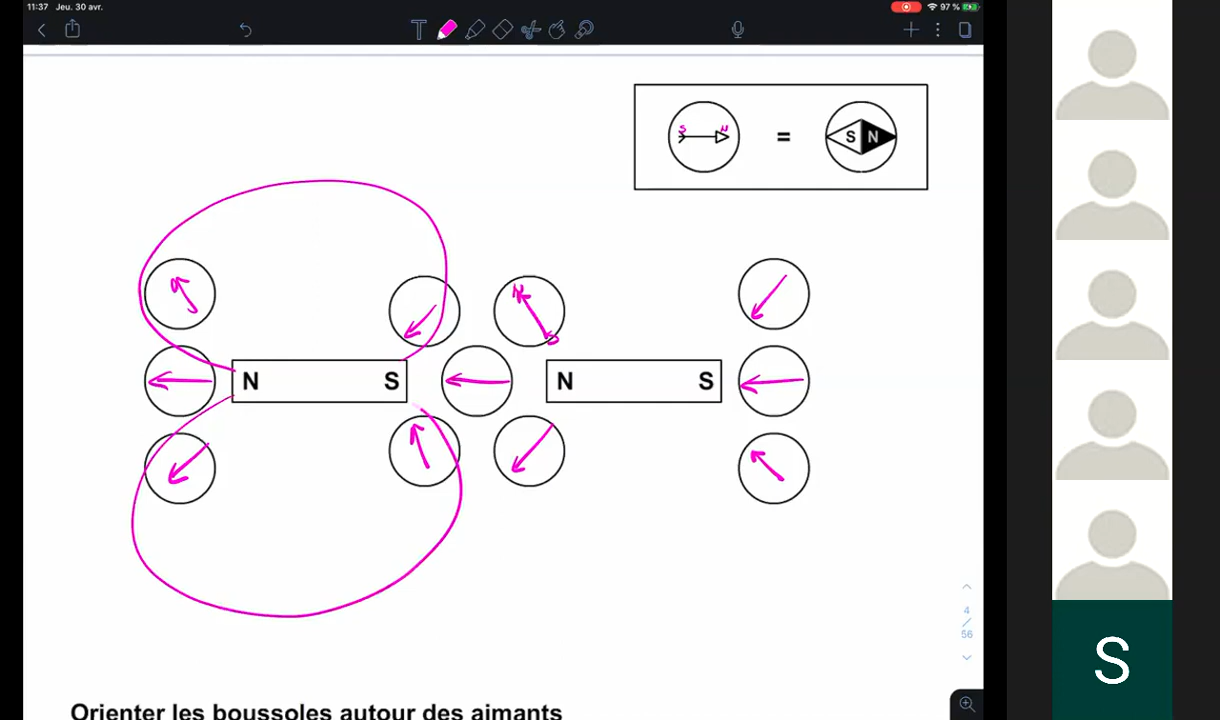 11:37 Jeu. 30 avr.
97 %
T
S N = S N
N S
N S N S
4
/
56
S
Orienter les boussoles autour des aimants